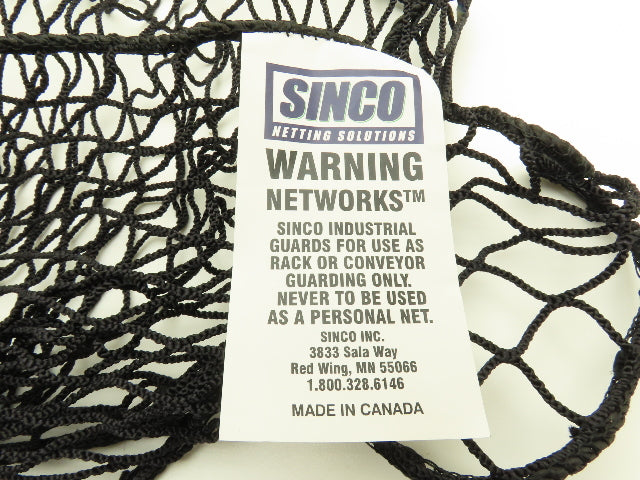 SINCO
NETTING SOLUTIONS
WARNING
NETWORKS™
SINCO INDUSTRIAL
GUARDS FOR USE AS
RACK OR CONVEYOR
GUARDING ONLY.
NEVER TO BE USED
AS A PERSONAL NET.
SINCO INC.
3833 Sala Way
Red Wing, MN 55066
1.800.328.6146
MADE IN CANADA